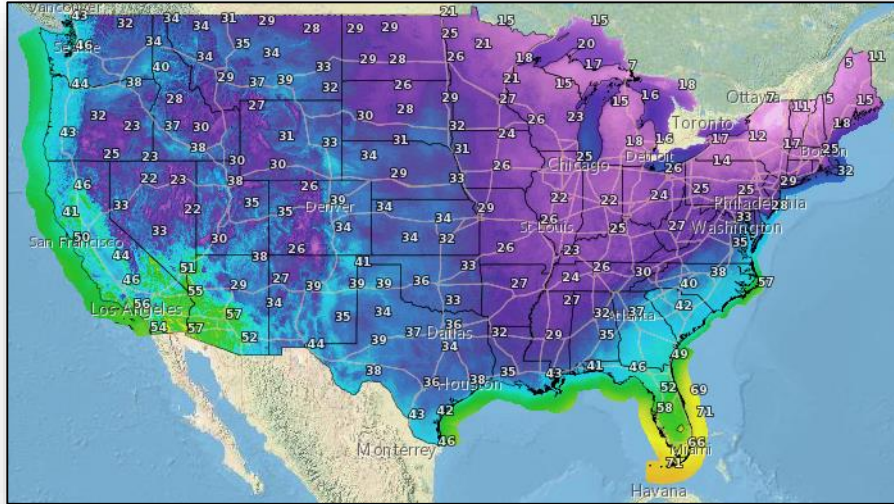 Vancouver 43 32 34 34 31 29 28 29 29 21 15 15
Seattle 46 34 34 35 34 25 21 20 11
40 33 29 28 26 18 17 7 5
44 38 29 37 39 32 26 21 15 16 18 Ottawa 7 11 5 15
28 27 30 28 29 27 15
43 32 23 37 30 31 33 31 32 24 26 23 18 16 Toronto 17 12 17 18
25 23 38 30 30 34 31 26 Chicago 25 Detroit 26 14 Boston 25 32
46 22 23 38 26 29 33 22 22 24 25 25 29
41 33 22 35 35 Denver 39 34 34 29 26 St Louis 25 27 Philadelphia 28
San Francisco 50 33 30 34 34 32 33 Washington 35
44 38 26 41 33 26 23 26 30 38
46 51 55 29 27 39 39 39 36 27 24 40 57
Los Angeles 56 57 34 35 34 33 27 32 37 42
54 57 52 44 39 37 Dallas 36 34 32 29 35 Atlanta 49
38 36 Houston 38 35 43 41 46 52 69
43 42 58 71
Monterrey 46 66
Miami 71
Havana